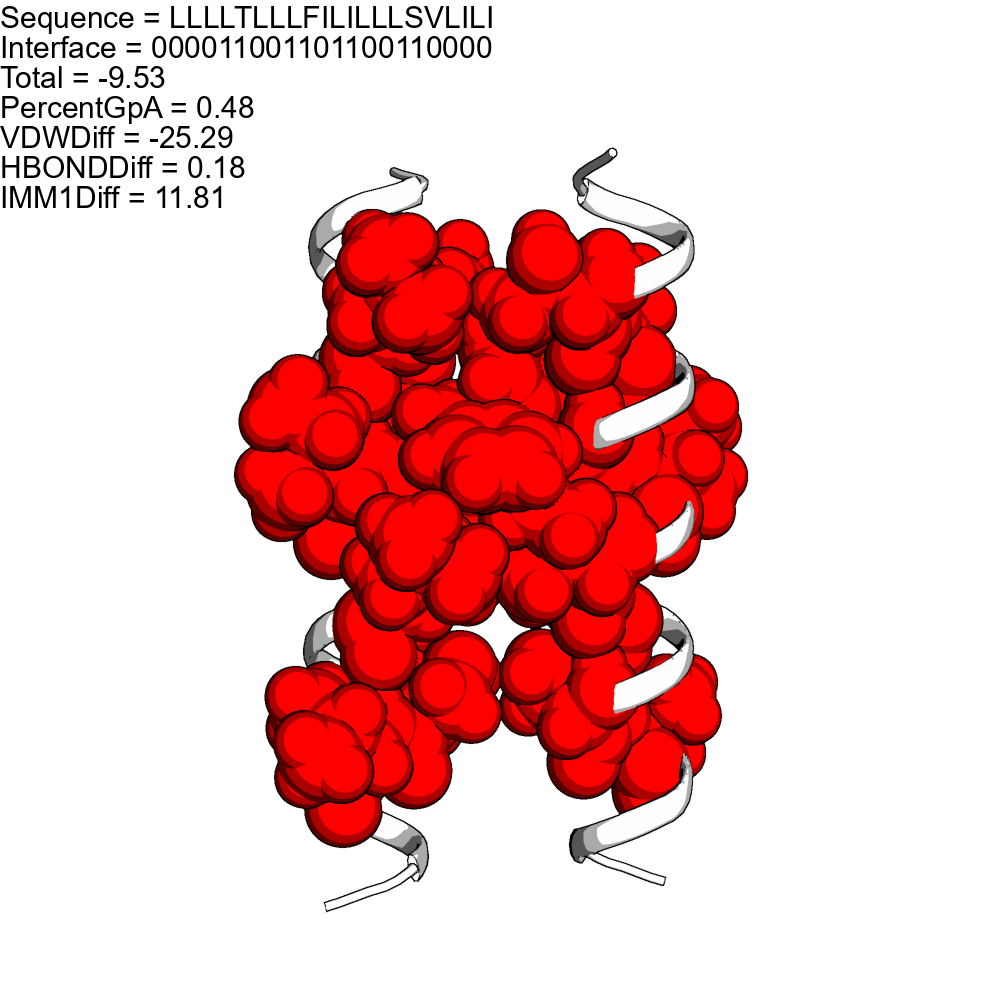 Sequence = LLLLTLLLFILILLLSVLILI
Interface = 000011001101100110000
Total = -9.53
PercentGpA = 0.48
VDWDiff = -25.29
HBONDDiff = 0.18
IMM1Diff = 11.81